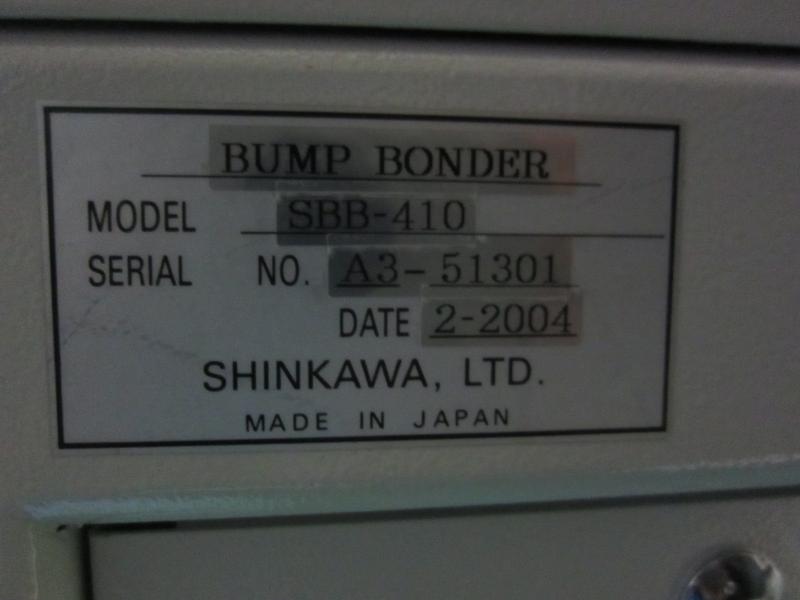 BUMP BONDER
MODEL SBB-410
SERIAL NO. A3-51301
DATE 2-2004
SHINKAWA, LTD.
MADE IN JAPAN